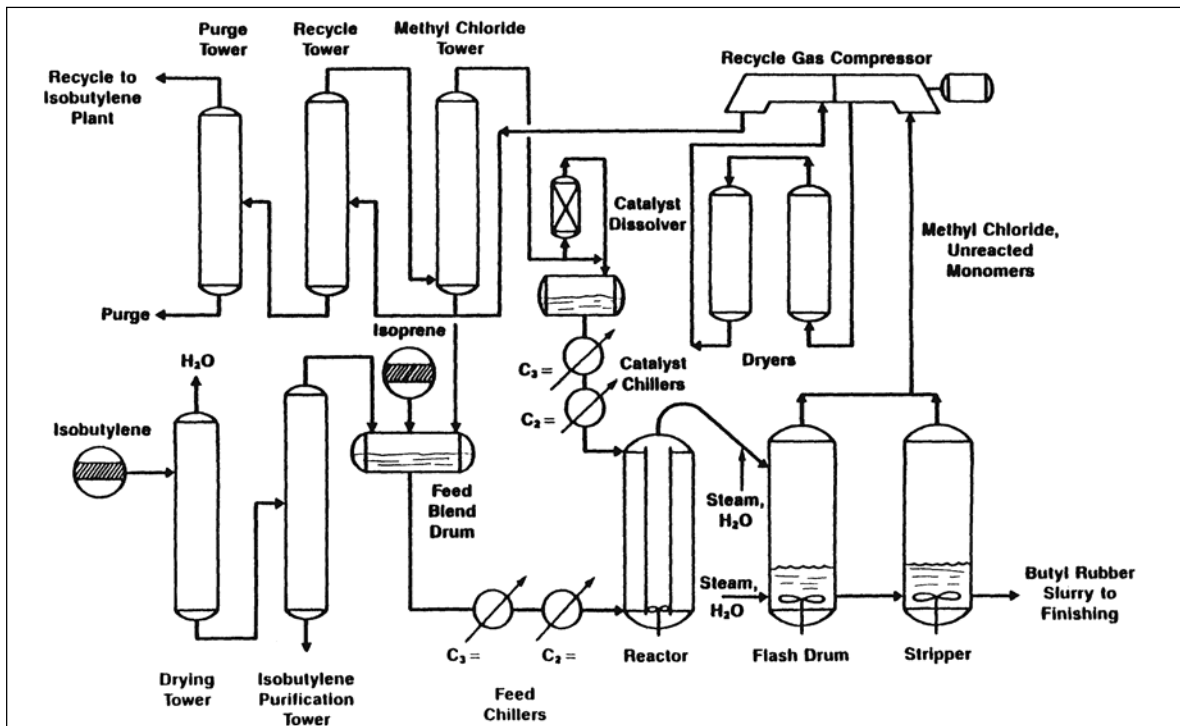 Purge
Tower
Recycle
Tower
Methyl Chloride
Tower
Recycle Gas Compressor
Recycle to
Isobutylene
Plant
Catalyst
Dissolver
Methyl Chloride,
Unreacted
Monomers
Purge
Isoprene
Dryers
H₂O
C₃ =
Catalyst
Chillers
C₂ =
Isobutylene
Feed
Blend
Drum
Steam,
H₂O
Steam,
H₂O
Butyl Rubber
Slurry to
Finishing
C₃ =
C₂ =
Reactor
Flash Drum
Stripper
Drying
Tower
Isobutylene
Purification
Tower
Feed
Chillers